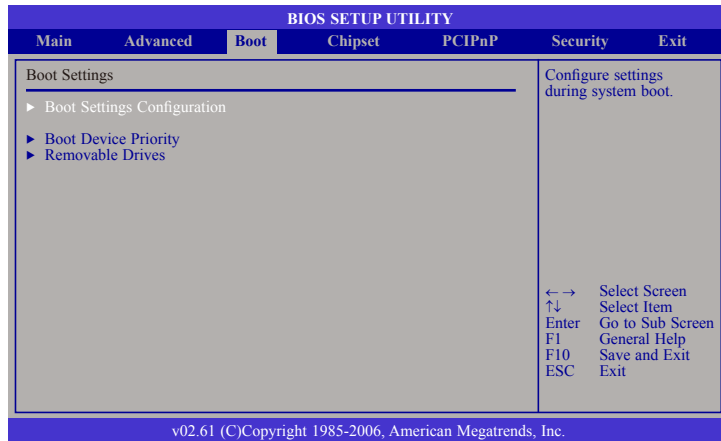 BIOS SETUP UTILITY
Main Advanced Boot Chipset PCIPnP Security Exit
Boot Settings
► Boot Settings Configuration
► Boot Device Priority
► Removable Drives
Configure settings
during system boot.
←→ Select Screen
↑↓ Select Item
Enter Go to Sub Screen
F1 General Help
F10 Save and Exit
ESC Exit
v02.61 (C)Copyright 1985-2006, American Megatrends, Inc.